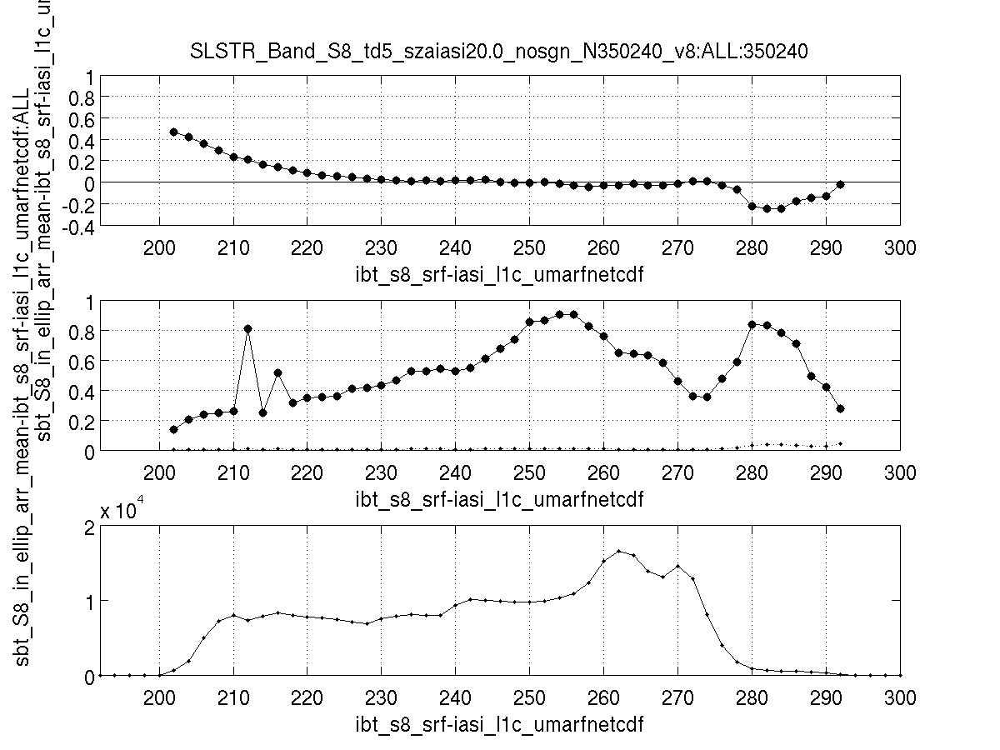 SLSTR_Band_S8_td5_szaiasi20.0_nosgn_N350240_v8:ALL:350240
1
0.8
0.6
0.4
0.2
0
-0.2
-0.4
200 210 220 230 240 250 260 270 280 290 300
ibt_s8_srf-iasi_l1c_umarfnetcdf
sbt_S8_in_ellip_arr_mean-ibt_s8_srf-iasi_l1c_umarfnetcdf:ALL
sbt_S8_in_ellip_arr_mean-ibt_s8_srf-iasi_l1c_
1
0.8
0.6
0.4
0.2
0
200 210 220 230 240 250 260 270 280 290 300
ibt_s8_srf-iasi_l1c_umarfnetcdf
x 10^4
2
1
0
200 210 220 230 240 250 260 270 280 290 300
ibt_s8_srf-iasi_l1c_umarfnetcdf